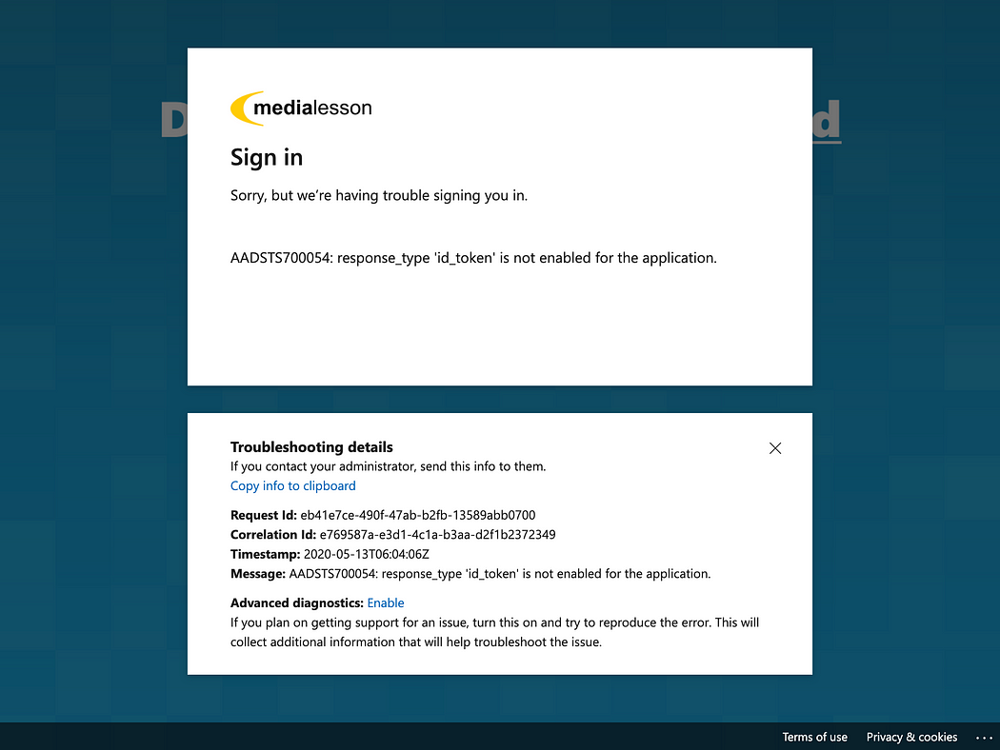 D
d
medialesson
Sign in
Sorry, but we’re having trouble signing you in.
AADSTS700054: response_type 'id_token' is not enabled for the application.
Troubleshooting details
If you contact your administrator, send this info to them.
Copy info to clipboard
Request Id: eb41e7ce-490f-47ab-b2fb-13589abb0700
Correlation Id: e769587a-e3d1-4c1a-b3aa-d2f1b2372349
Timestamp: 2020-05-13T06:04:06Z
Message: AADSTS700054: response_type 'id_token' is not enabled for the application.
Advanced diagnostics: Enable
If you plan on getting support for an issue, turn this on and try to reproduce the error. This will
collect additional information that will help troubleshoot the issue.
Terms of use Privacy & cookies ...